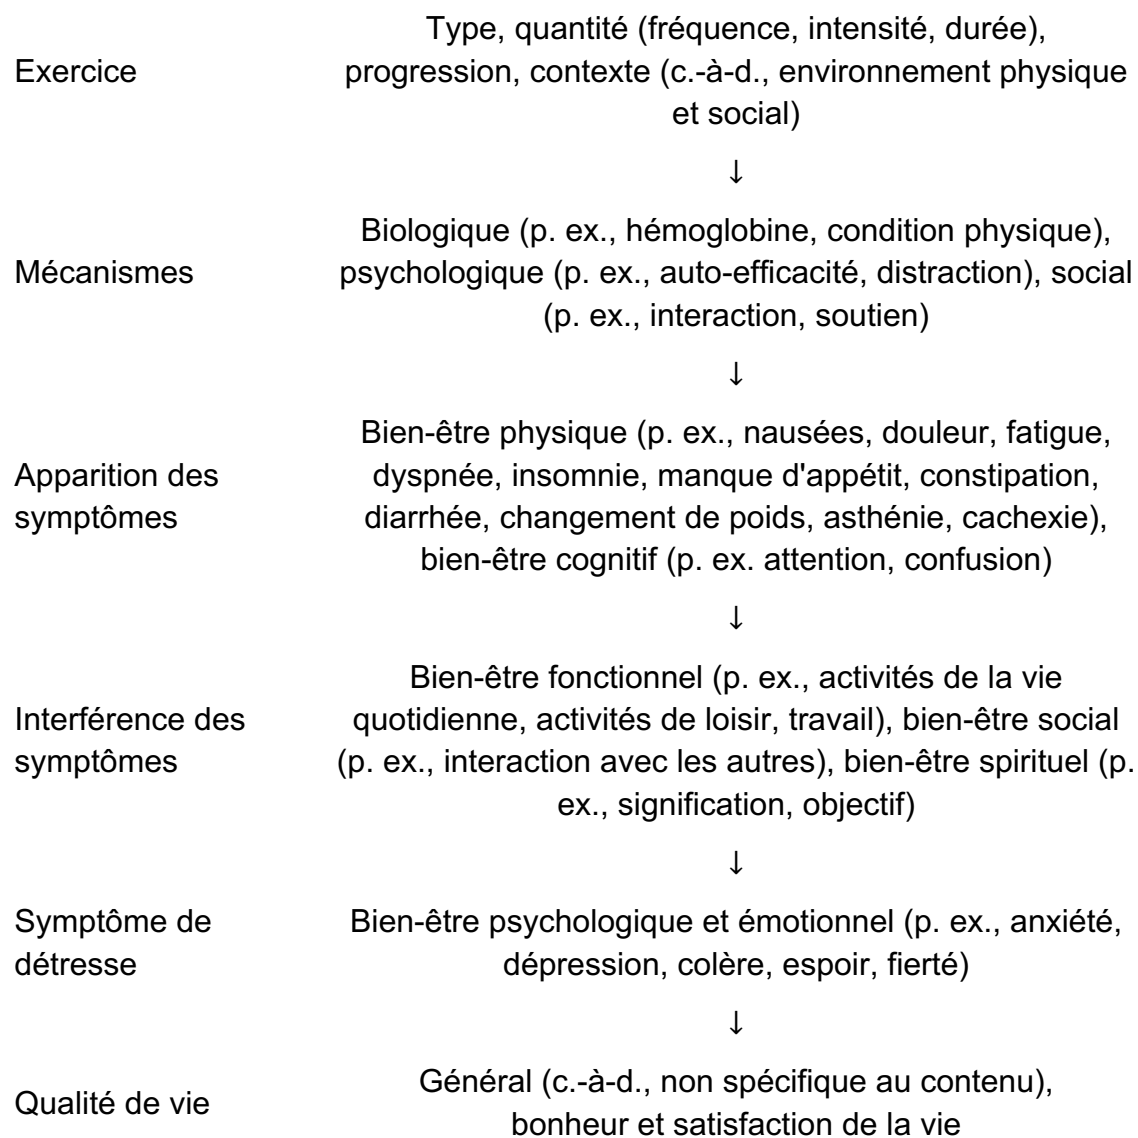 Exercice
Type, quantité (fréquence, intensité, durée),
progression, contexte (c.-à-d., environnement physique
et social)
↓
Mécanismes
Biologique (p. ex., hémoglobine, condition physique),
psychologique (p. ex., auto-efficacité, distraction), social
(p. ex., interaction, soutien)
↓
Apparition des
symptômes
Bien-être physique (p. ex., nausées, douleur, fatigue,
dyspnée, insomnie, manque d'appétit, constipation,
diarrhée, changement de poids, asthénie, cachexie),
bien-être cognitif (p. ex. attention, confusion)
↓
Interférence des
symptômes
Bien-être fonctionnel (p. ex., activités de la vie
quotidienne, activités de loisir, travail), bien-être social
(p. ex., interaction avec les autres), bien-être spirituel (p.
ex., signification, objectif)
↓
Symptôme de
détresse
Bien-être psychologique et émotionnel (p. ex., anxiété,
dépression, colère, espoir, fierté)
↓
Qualité de vie
Général (c.-à-d., non spécifique au contenu),
bonheur et satisfaction de la vie